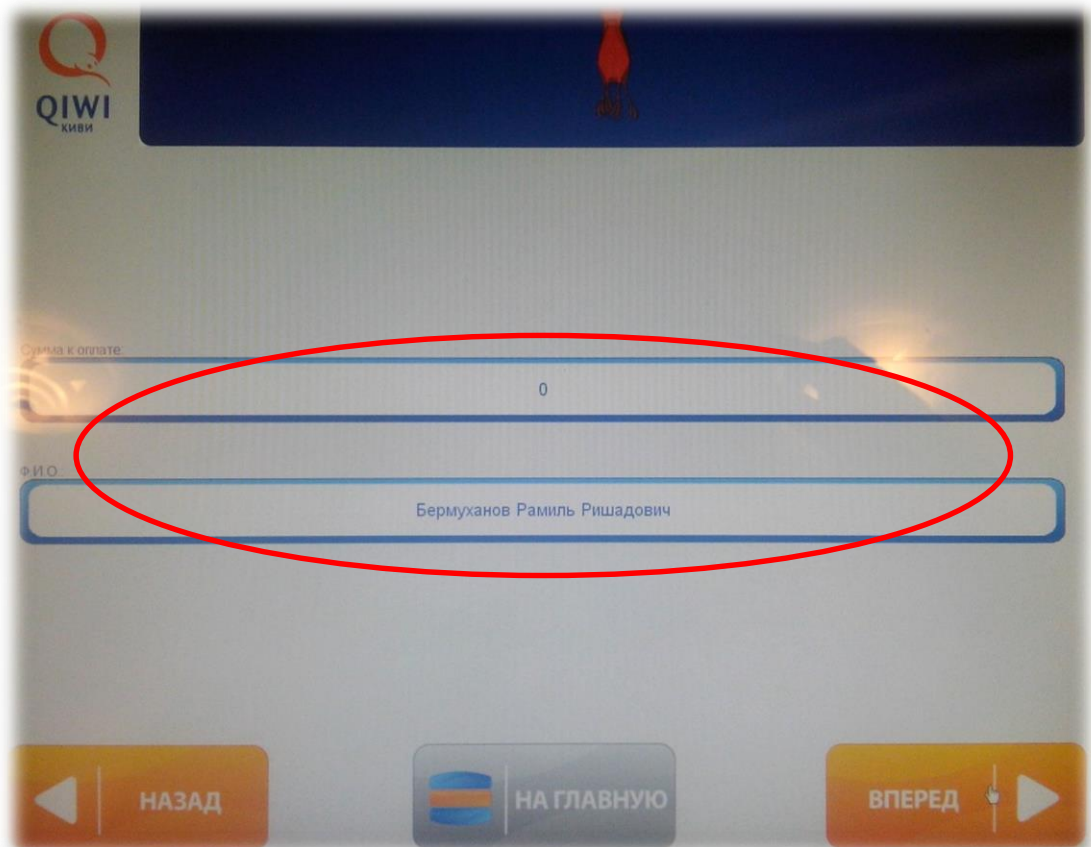 QIWI
КИВИ
Сумма к оплате:
0
Ф.И.О.:
Бермуханов Рамиль Ришадович
НАЗАД
НА ГЛАВНУЮ
ВПЕРЕД